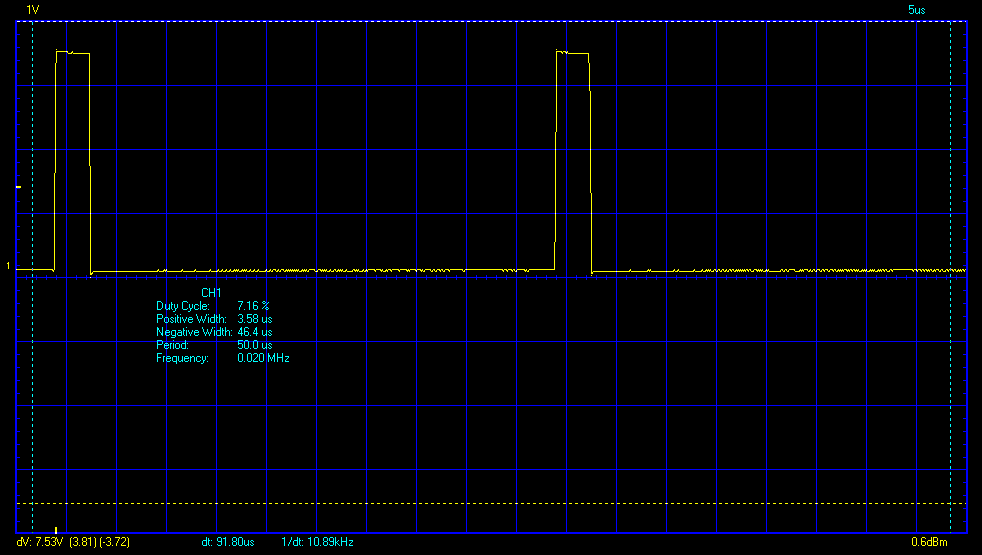 1V 5us
1
CH1
Duty Cycle: 7.16 %
Positive Width: 3.58 us
Negative Width: 46.4 us
Period: 50.0 us
Frequency: 0.020 MHz
dV: 7.53V (3.81) (-3.72) dt: 91.80us 1/dt: 10.89kHz 0.6dBm